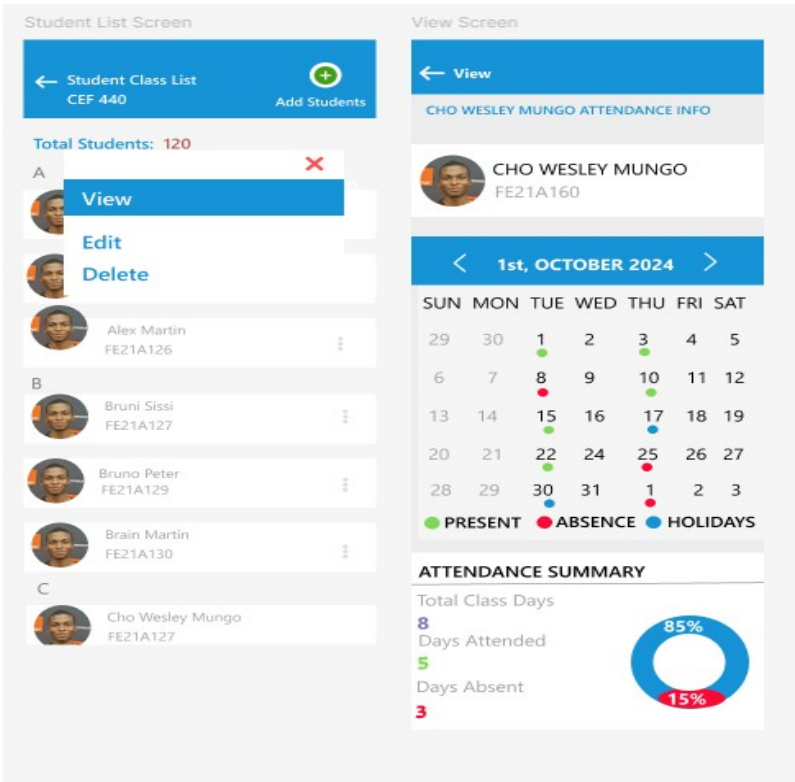 Student List Screen
Student Class List
CEF 440
Add Students
Total Students: 120
A
View
Edit
Delete
Alex Martin
FE21A126
B
Bruni Sissi
FE21A127
Bruno Peter
FE21A129
Brain Martin
FE21A130
C
Cho Wesley Mungo
FE21A127
View Screen
View
CHO WESLEY MUNGO ATTENDANCE INFO
CHO WESLEY MUNGO
FE21A160
1st, OCTOBER 2024
SUN MON TUE WED THU FRI SAT
29 30 1 2 3 4 5
6 7 8 9 10 11 12
13 14 15 16 17 18 19
20 21 22 24 25 26 27
28 29 30 31 1 2 3
PRESENT ABSENCE HOLIDAYS
ATTENDANCE SUMMARY
Total Class Days
8
Days Attended
5
Days Absent
3
85%
15%